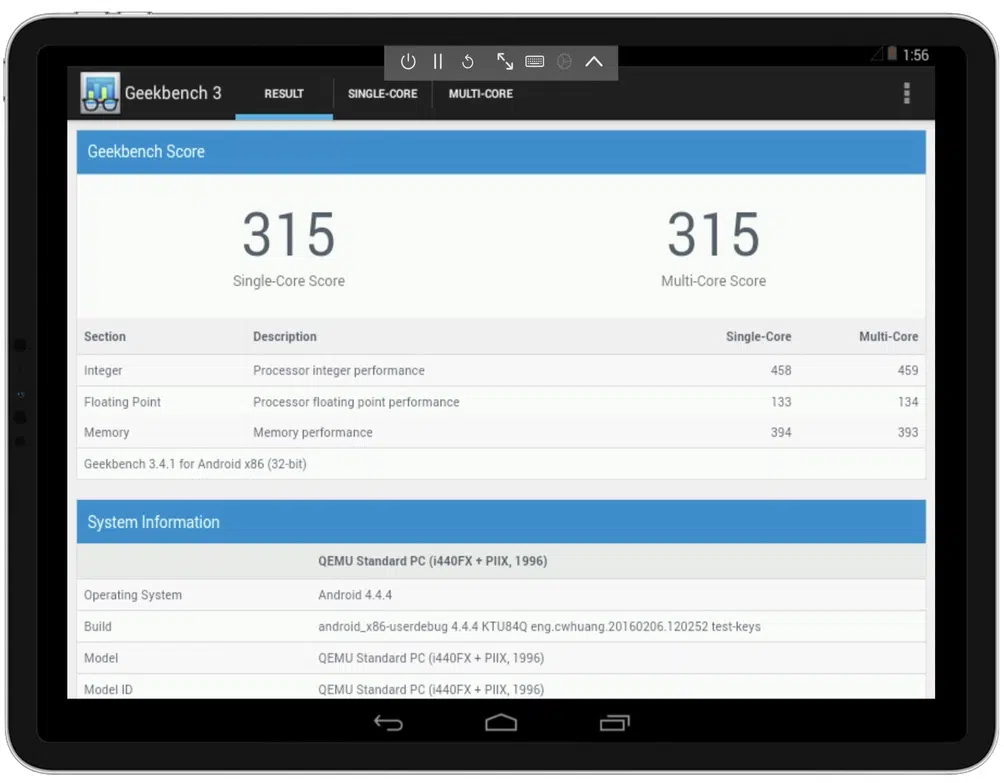 1:56
Geekbench 3 RESULT SINGLE-CORE MULTI-CORE
Geekbench Score
315 315
Single-Core Score Multi-Core Score
Section Description Single-Core Multi-Core
Integer Processor integer performance 458 459
Floating Point Processor floating point performance 133 134
Memory Memory performance 394 393
Geekbench 3.4.1 for Android x86 (32-bit)
System Information
QEMU Standard PC (i440FX + PIIX, 1996)
Operating System Android 4.4.4
Build android_x86-userdebug 4.4.4 KTU84Q eng.cwhuang.20160206.120252 test-keys
Model QEMU Standard PC (i440FX + PIIX, 1996)
Model ID QEMU Standard PC (i440FX + PIIX, 1996)